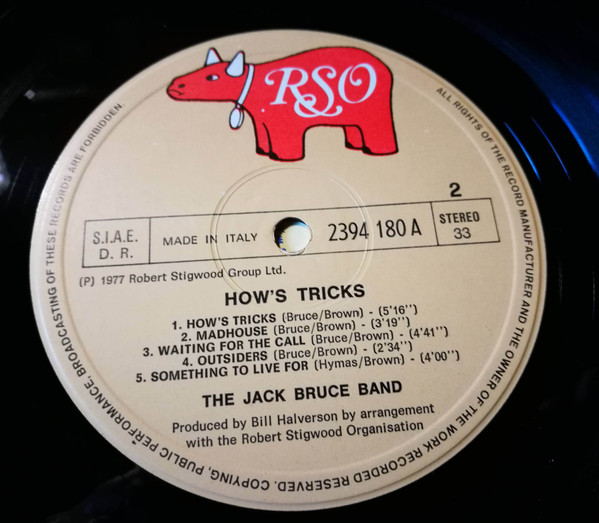 RSO
2
S.I.A.E.
D. R.
MADE IN ITALY
2394 180 A
STEREO
33
(P) 1977 Robert Stigwood Group Ltd.
HOW'S TRICKS
1. HOW'S TRICKS (Bruce/Brown) - (5'16'')
2. MADHOUSE (Bruce/Brown) - (3'19'')
3. WAITING FOR THE CALL (Bruce/Brown) - (4'41'')
4. OUTSIDERS (Bruce/Brown) - (2'34'')
5. SOMETHING TO LIVE FOR (Hymas/Brown) - (4'00'')
THE JACK BRUCE BAND
Produced by Bill Halverson by arrangement
with the Robert Stigwood Organisation
ALL RIGHTS OF THE RECORD MANUFACTURER AND THE OWNER OF THE WORK RECORDED RESERVED. COPYING, PUBLIC PERFORMANCE, BROADCASTING OF THESE RECORDS ARE FORBIDDEN.